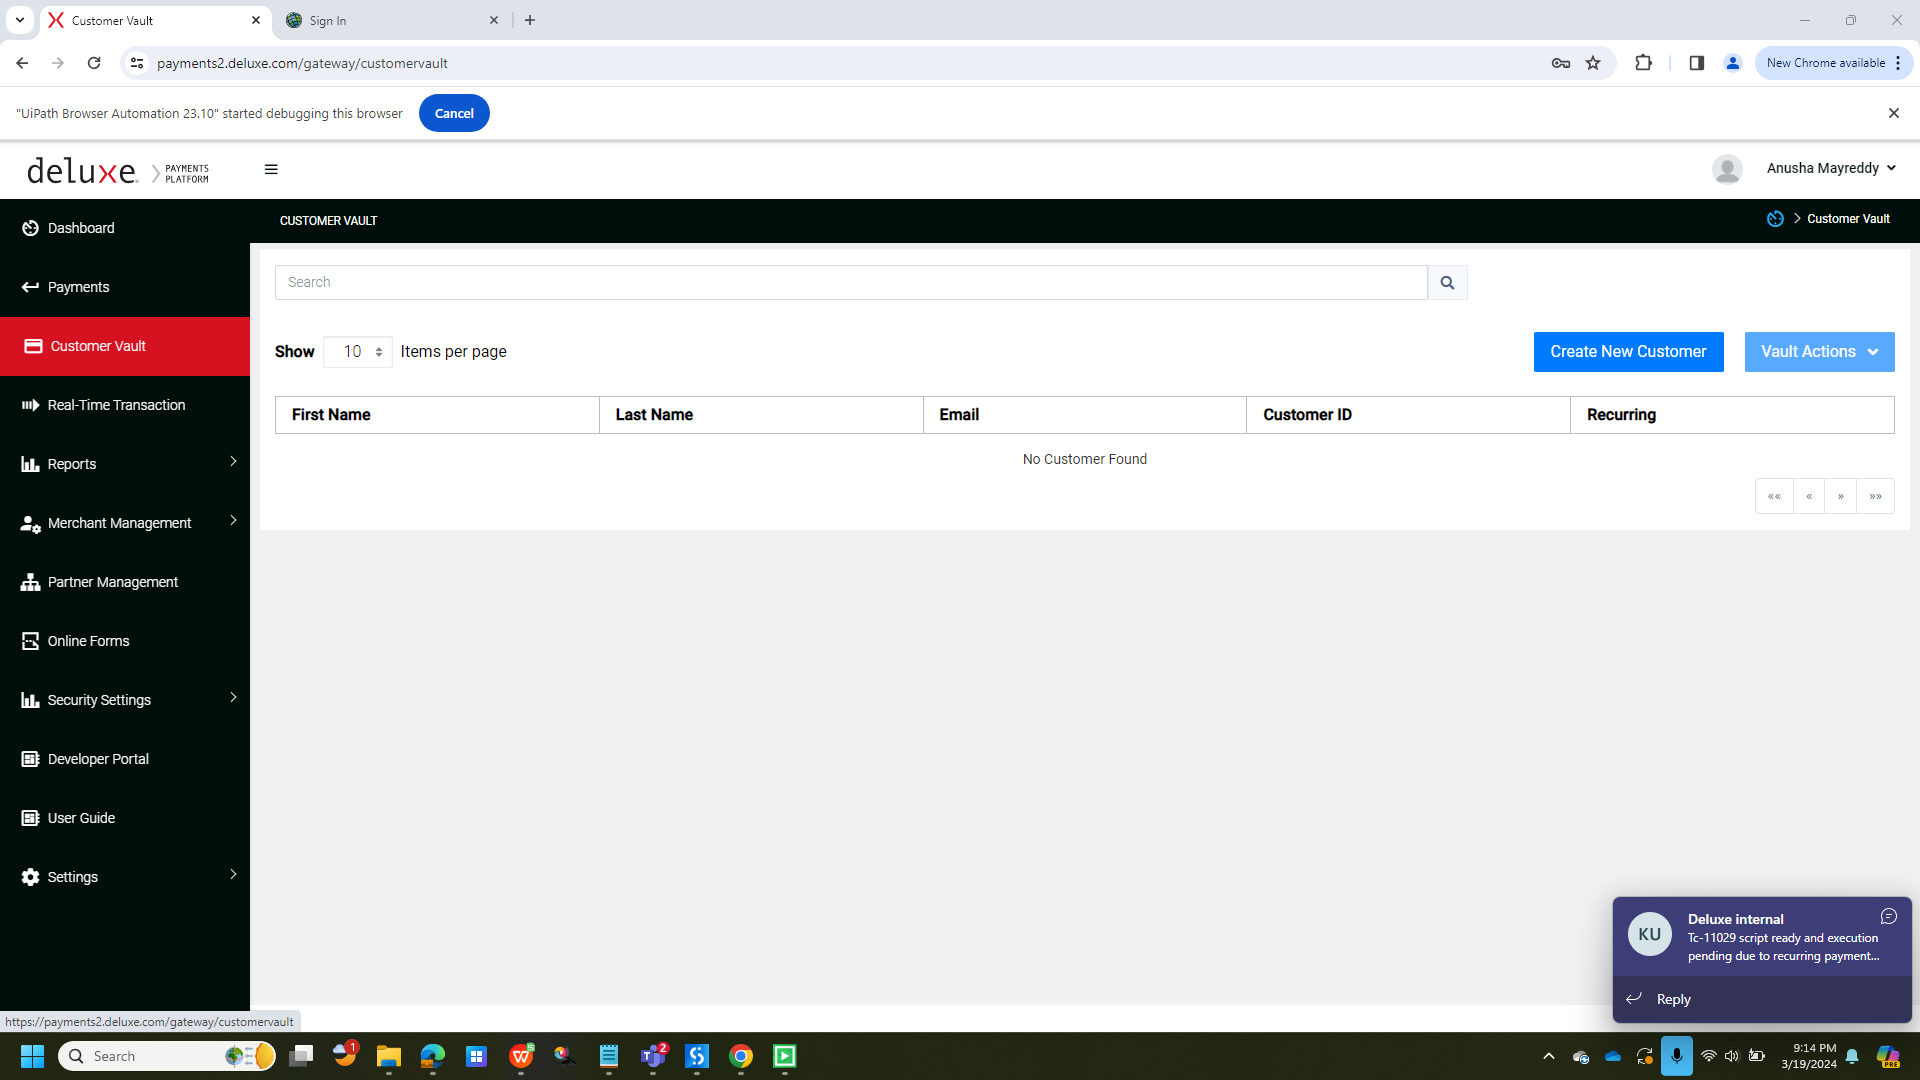 Customer Vault
Sign In
payments2.deluxe.com/gateway/customervault
New Chrome available
"UiPath Browser Automation 23.10" started debugging this browser
Cancel
deluxe. PAYMENTS PLATFORM
Anusha Mayreddy
CUSTOMER VAULT
Customer Vault
Dashboard
Payments
Customer Vault
Real-Time Transaction
Reports
Merchant Management
Partner Management
Online Forms
Security Settings
Developer Portal
User Guide
Settings
Search
Show 10 Items per page
Create New Customer
Vault Actions
First Name Last Name Email Customer ID Recurring
No Customer Found
«« « » »»
KU
Deluxe internal
Tc-11029 script ready and execution
pending due to recurring payment...
Reply
https://payments2.deluxe.com/gateway/customervault
Search
1
2
9:14 PM
3/19/2024
PRE